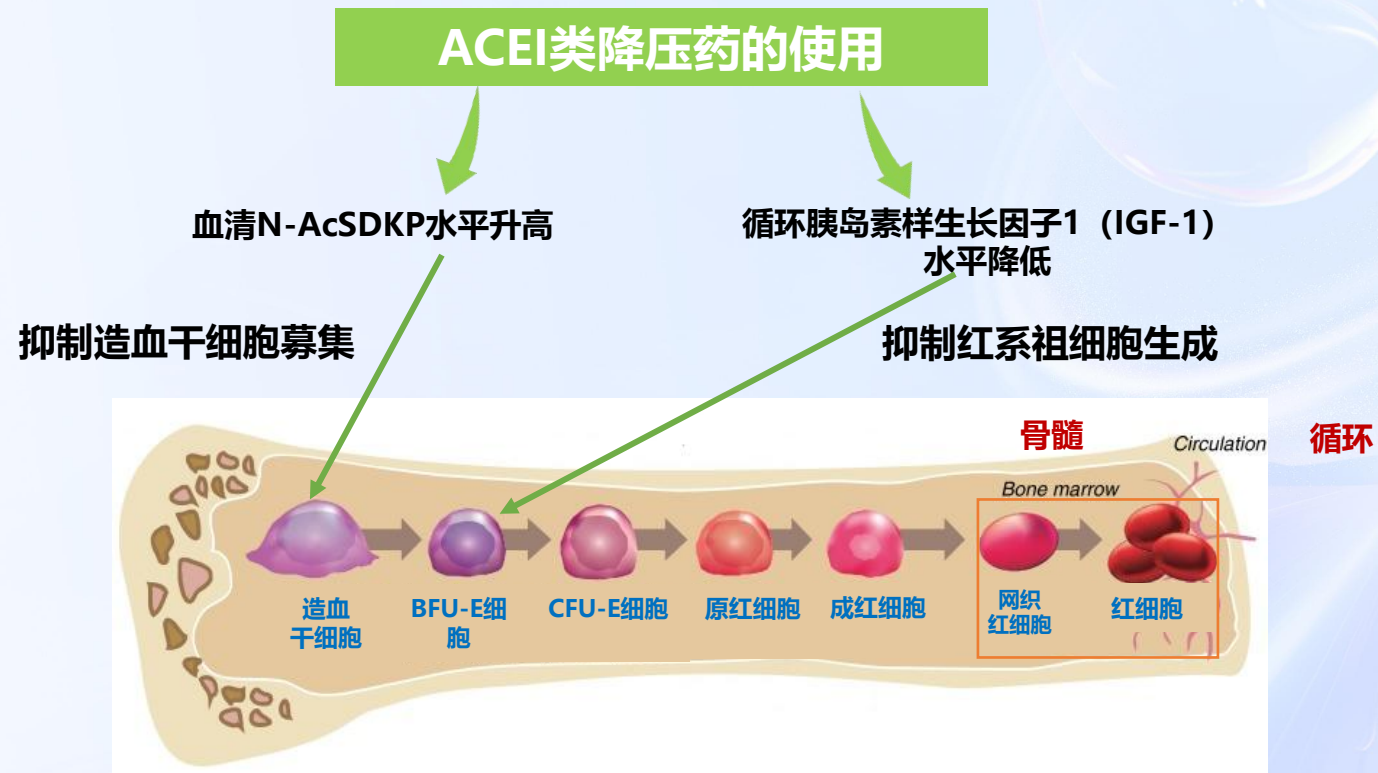 ACEI类降压药的使用
血清N-AcSDKP水平升高
循环胰岛素样生长因子1（IGF-1）
水平降低
抑制造血干细胞募集
抑制红系祖细胞生成
骨髓
Circulation
循环
Bone marrow
造血
干细胞
BFU-E细
胞
CFU-E细胞
原红细胞
成红细胞
网织
红细胞
红细胞